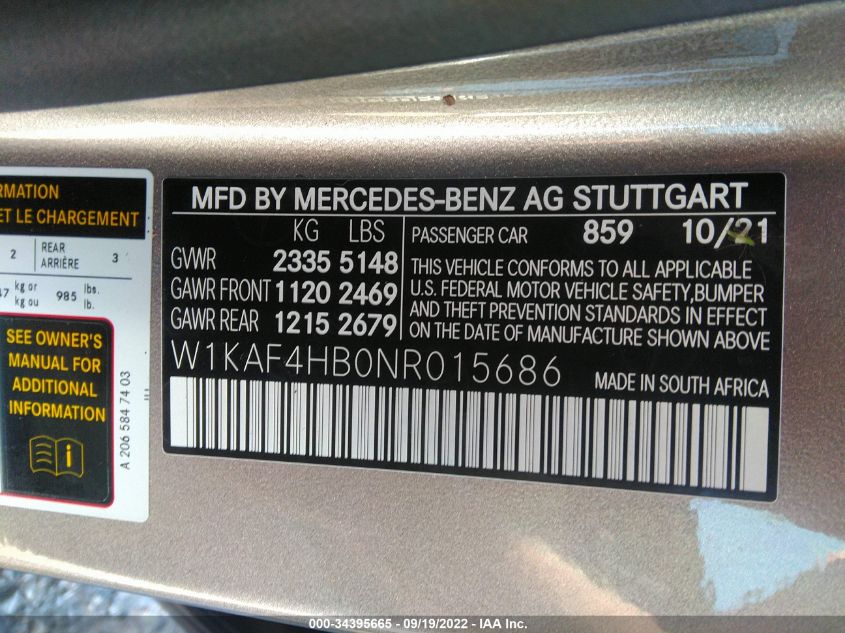 RMATION
ET LE CHARGEMENT
2 REAR ARRIÈRE 3
kg or kg ou 985 lbs. lb.
SEE OWNER'S
MANUAL FOR
ADDITIONAL
INFORMATION
A 206 584 74 03
MFD BY MERCEDES-BENZ AG STUTTGART
KG LBS
GVWR 2335 5148
GAWR FRONT 1120 2469
GAWR REAR 1215 2679
PASSENGER CAR 859 10/21
THIS VEHICLE CONFORMS TO ALL APPLICABLE
U.S. FEDERAL MOTOR VEHICLE SAFETY,BUMPER
AND THEFT PREVENTION STANDARDS IN EFFECT
ON THE DATE OF MANUFACTURE SHOWN ABOVE
W1KAF4HB0NR015686
MADE IN SOUTH AFRICA
000-34395665 - 09/19/2022 - IAA Inc.